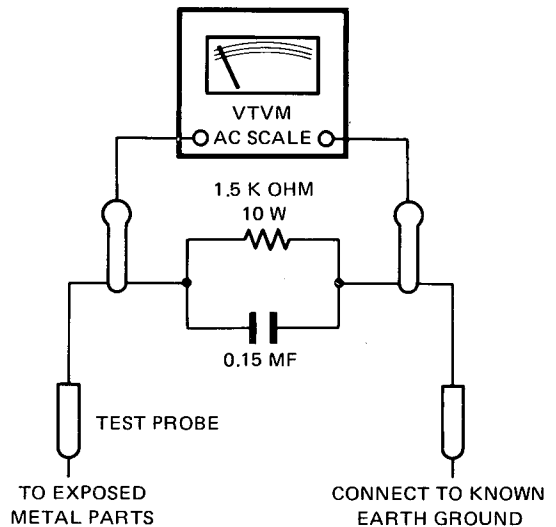 VTVM
AC SCALE
1.5 K OHM
10 W
0.15 MF
TEST PROBE
TO EXPOSED
METAL PARTS
CONNECT TO KNOWN
EARTH GROUND